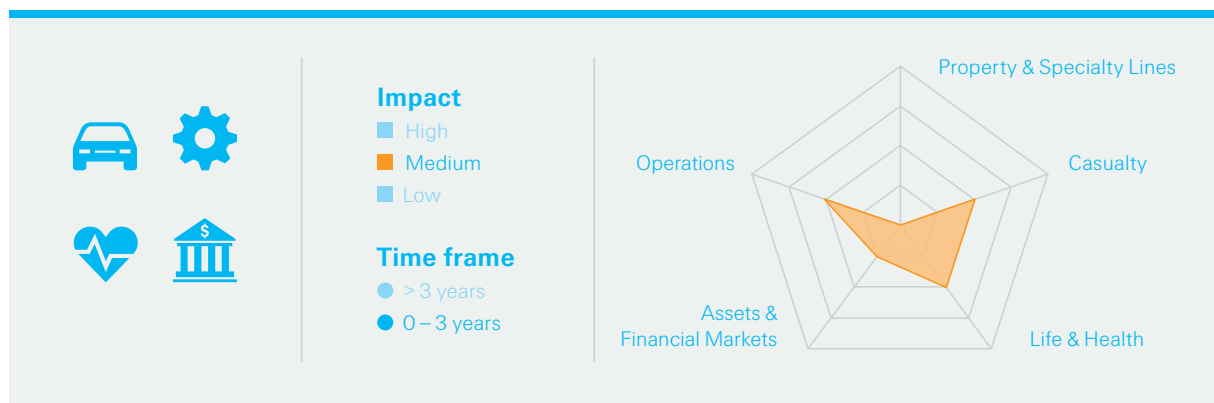 $
Impact
High
Medium
Low
Time frame
> 3 years
0 – 3 years
Property & Specialty Lines
Operations
Casualty
Assets &
Financial Markets
Life & Health